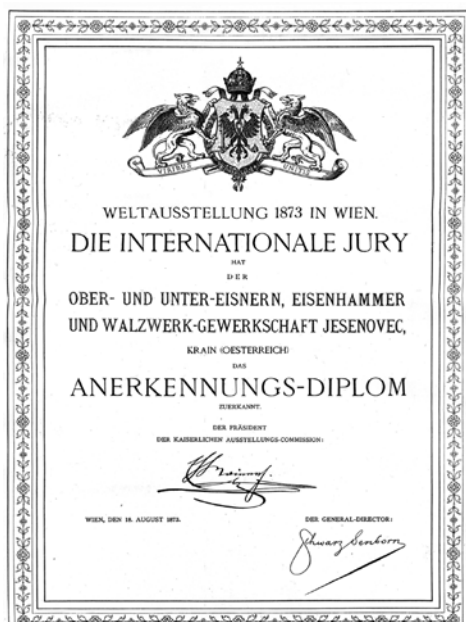 VIRIBUS UNITIS
WELTAUSSTELLUNG 1873 IN WIEN.
DIE INTERNATIONALE JURY
HAT
DER
OBER- UND UNTER-EISNERN, EISENHAMMER
UND WALZWERK-GEWERKSCHAFT JESENOVEC,
KRAIN (OESTERREICH)
DAS
ANERKENNUNGS-DIPLOM
ZUERKANNT.
DER PRÄSIDENT
DER KAISERLICHEN AUSSTELLUNGS-COMMISSION:
WIEN, DEN 18. AUGUST 1873.
DER GENERAL-DIRECTOR:
Schwarz Senborn